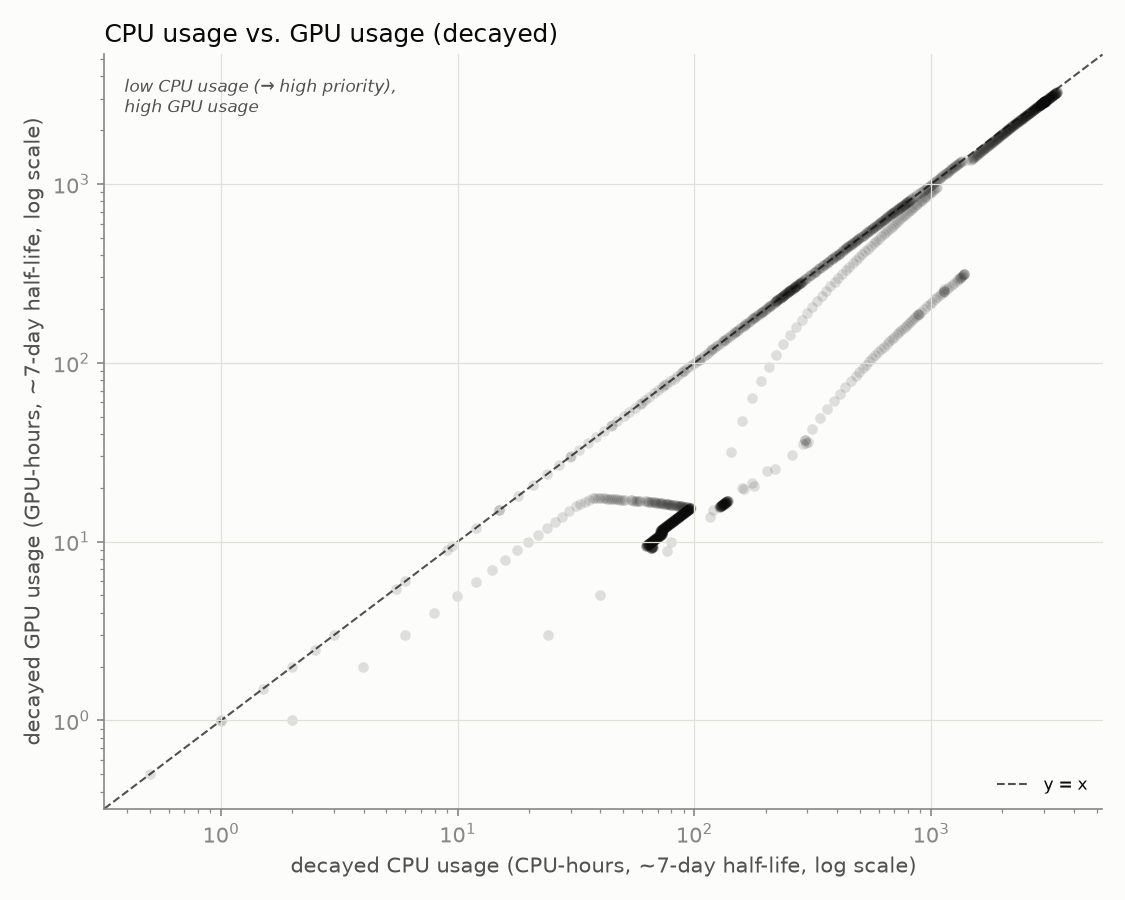 CPU usage vs. GPU usage (decayed)
low CPU usage (→ high priority),
high GPU usage
decayed GPU usage (GPU-hours, ~7-day half-life, log scale)
10³
10²
10¹
10⁰
y = x
10⁰ 10¹ 10² 10³
decayed CPU usage (CPU-hours, ~7-day half-life, log scale)